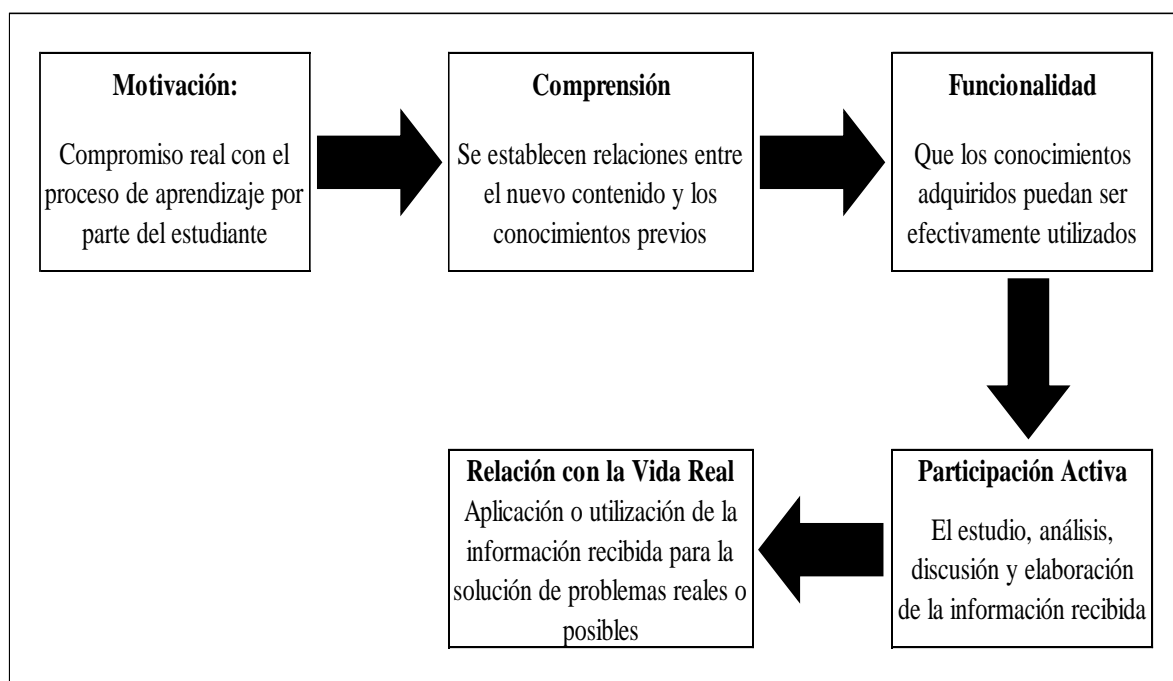 Motivación:
Compromiso real con el
proceso de aprendizaje por
parte del estudiante
Comprensión
Se establecen relaciones entre
el nuevo contenido y los
conocimientos previos
Funcionalidad
Que los conocimientos
adquiridos puedan ser
efectivamente utilizados
Participación Activa
El estudio, análisis,
discusión y elaboración
de la información recibida
Relación con la Vida Real
Aplicación o utilización de la
información recibida para la
solución de problemas reales o
posibles